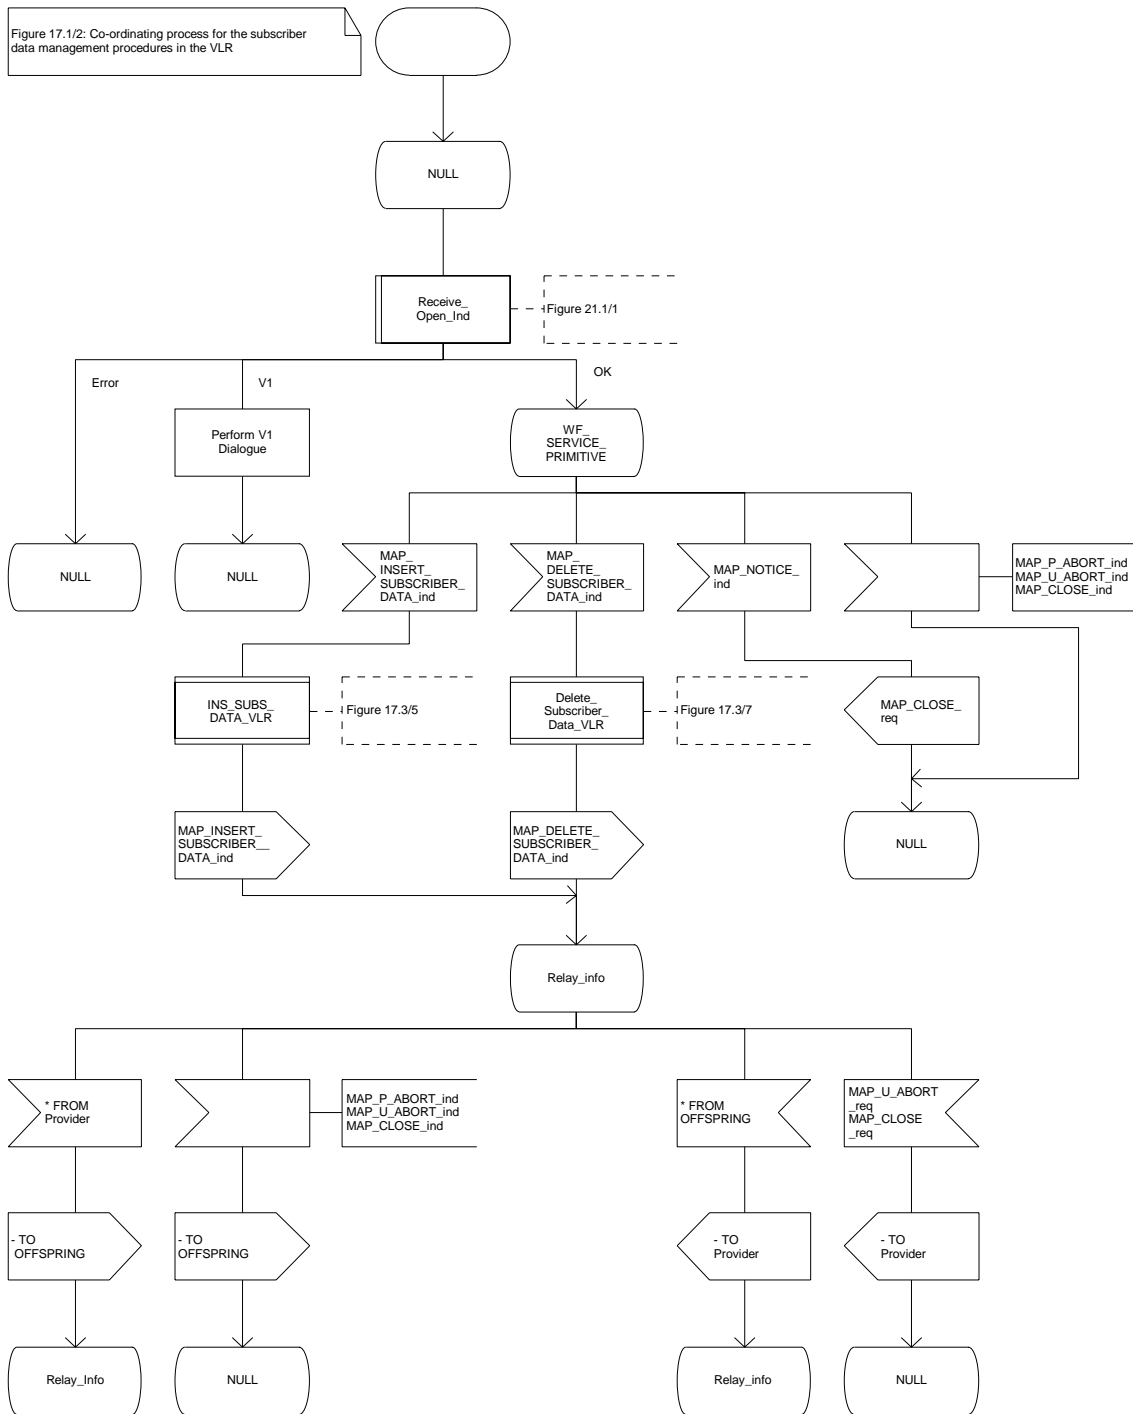 Figure 17.1/2: Co-ordinating process for the subscriber
data management procedures in the VLR
NULL
Receive_
Open_Ind
Figure 21.1/1
Error
V1
OK
Perform V1
Dialogue
WF_
SERVICE_
PRIMITIVE
NULL
NULL
MAP_
INSERT_
SUBSCRIBER_
DATA_ind
MAP_
DELETE_
SUBSCRIBER_
DATA_ind
MAP_NOTICE_
ind
MAP_P_ABORT_ind
MAP_U_ABORT_ind
MAP_CLOSE_ind
INS_SUBS_
DATA_VLR
Figure 17.3/5
Delete_
Subscriber_
Data_VLR
Figure 17.3/7
MAP_CLOSE_
req
MAP_INSERT_
SUBSCRIBER__
DATA_ind
MAP_DELETE_
SUBSCRIBER_
DATA_ind
NULL
Relay_info
* FROM
Provider
MAP_P_ABORT_ind
MAP_U_ABORT_ind
MAP_CLOSE_ind
* FROM
OFFSPRING
MAP_U_ABORT
_req
MAP_CLOSE
_req
- TO
OFFSPRING
- TO
OFFSPRING
- TO
Provider
- TO
Provider
Relay_Info
NULL
Relay_info
NULL